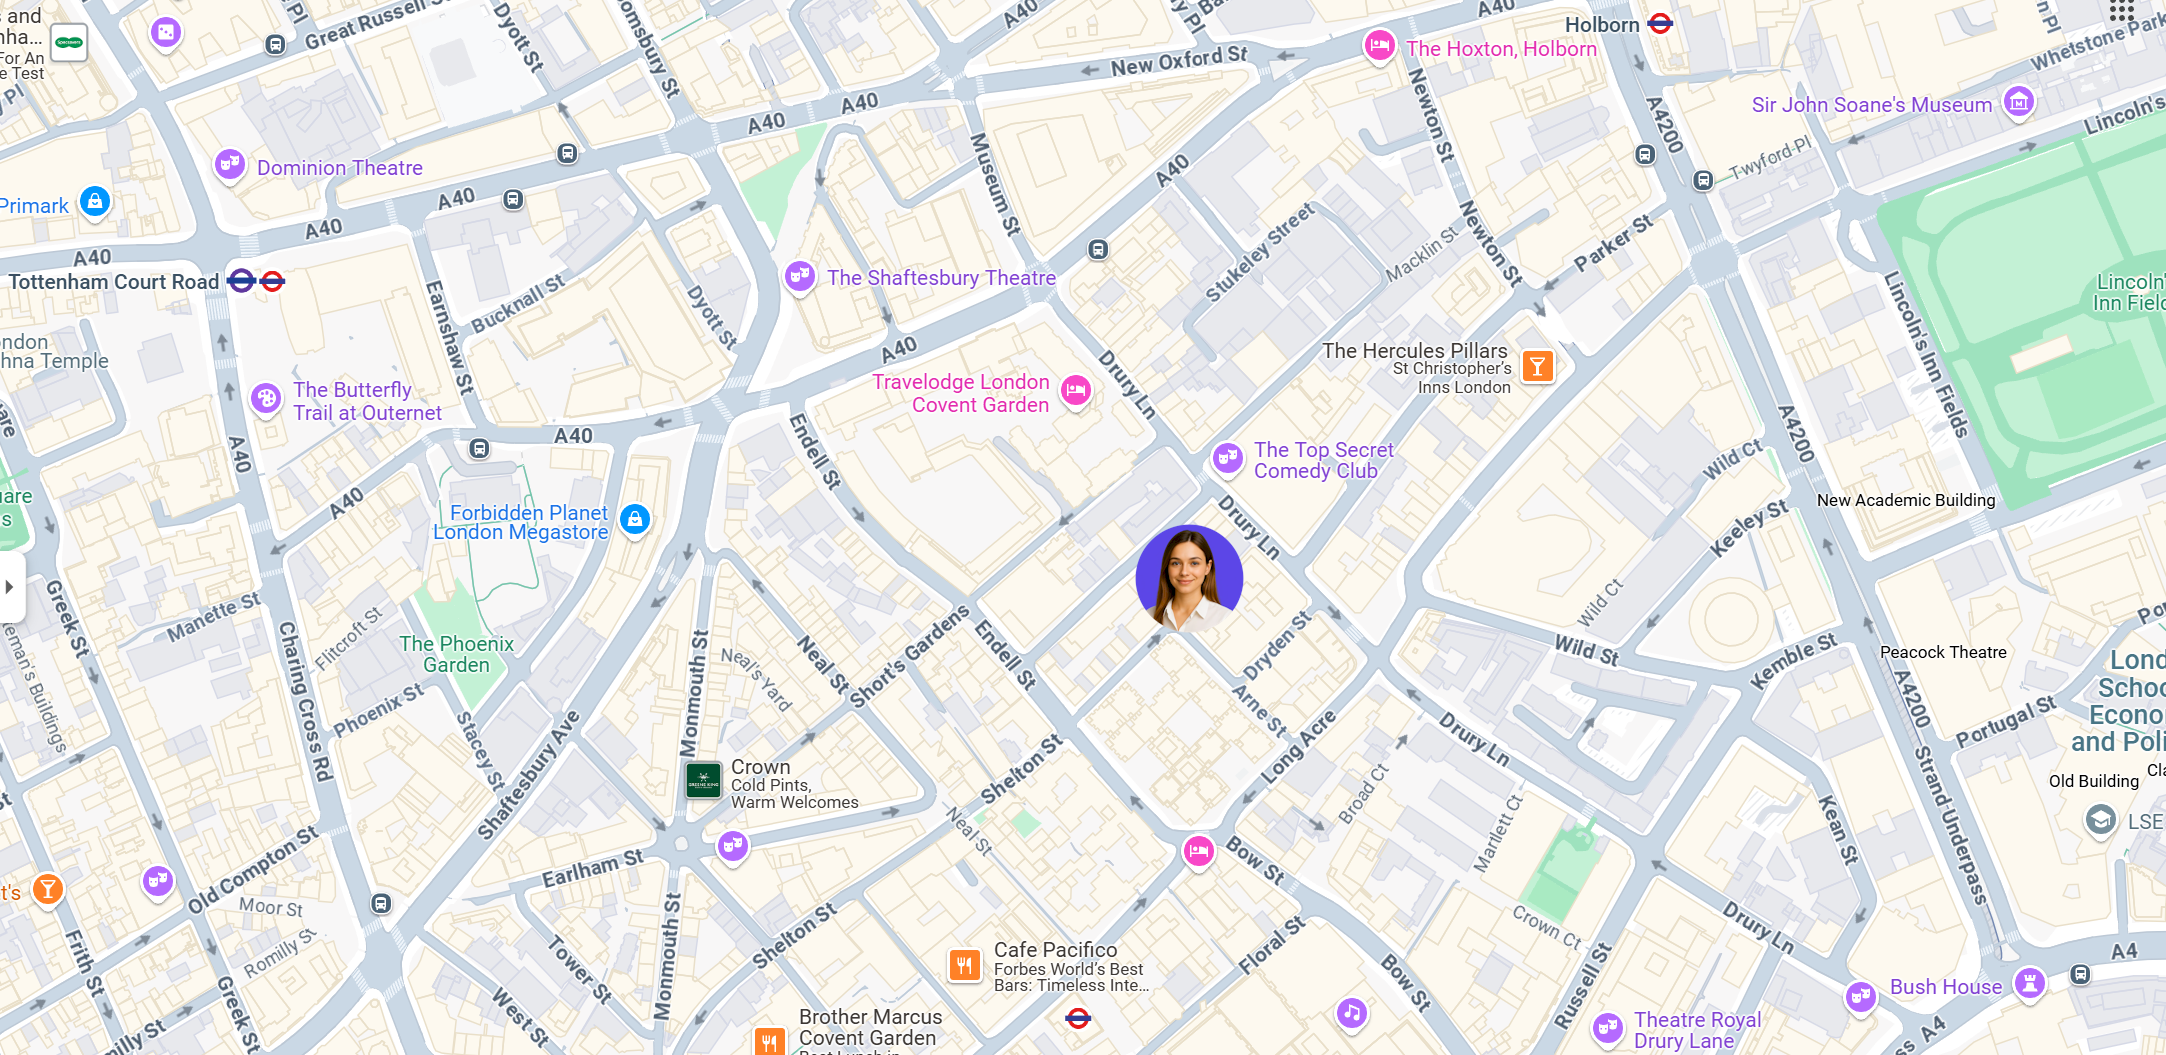 s and
nha...
For An
e Test
Pl
Pl
Great Russell St
Dyott St
omsbury St
A40
Pl
A40
Holborn
Whetstone Park
New Oxford St
The Hoxton, Holborn
Newton St
A4200
Sir John Soane's Museum
Lincoln's
Twyford Pl
A40
A40
Museum St
A40
Dominion Theatre
Primark
A40
A40
A40
Tottenham Court Road
Earnshaw St
Bucknall St
Dyott St
The Shaftesbury Theatre
Stukeley Street
Macklin St
Newton St
Parker St
Lincoln's Inn Fields
Lincoln'
Inn Field
ondon
hna Temple
The Butterfly
Trail at Outernet
A40
A40
Travelodge London
Covent Garden
Drury Ln
The Hercules Pillars
St Christopher's
Inns London
A4200
Wild Ct
New Academic Building
Keeley St
A40
A40
Endell St
The Top Secret
Comedy Club
Drury Ln
uare
s
Forbidden Planet
London Megastore
Greek St
Manette St
Flitcroft St
The Phoenix
Garden
Charing Cross Rd
Phoenix St
Stacey St
Shaftesbury Ave
Monmouth St
Neal's Yard
Neal St
Short's Gardens
Endell St
Dryden St
Arne St
Long Acre
Wild Ct
Wild St
Kemble St
Peacock Theatre
Lond
Schoo
Econo
and Poli
A4200
Portugal St
Old Building
Cla
LSE
eman's Buildings
Crown
Cold Pints,
Warm Welcomes
Shelton St
Neal St
Broad Ct
Drury Ln
Martlett Ct
Kean St
Strand Underpass
Old Compton St
Moor St
Romilly St
Earlham St
Bow St
Crown Ct
Drury Ln
t's
Frith St
Greek St
Tower St
West St
Monmouth St
Shelton St
Cafe Pacifico
Forbes World's Best
Bars: Timeless Inte...
Floral St
Bow St
Russell St
A4
Bush House
Brother Marcus
Covent Garden
Theatre Royal
Drury Lane
A4
milly St